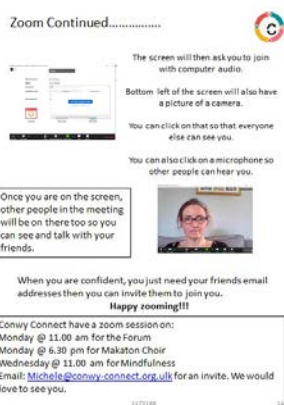 Zoom Continued...............
C
The screen will then ask you to join
with computer audio.
Bottom left of the screen will also have
a picture of a camera.
You can click on that so that everyone
else can see you.
You can also click on a microphone so
other people can hear you.
Once you are on the screen,
other people in the meeting
will be on there too so you
can see and talk with your
friends.
When you are confident, you just need your friends email
addresses then you can invite them to join you.
Happy zooming!!!
Conwy Connect have a zoom session on:
Monday @ 11.00 am for the Forum
Monday @ 6.30 pm for Makaton Choir
Wednesday @ 11.00 am for Mindfulness
Email: Michele@conwy-connect.org.ulk for an invite. We would
love to see you.